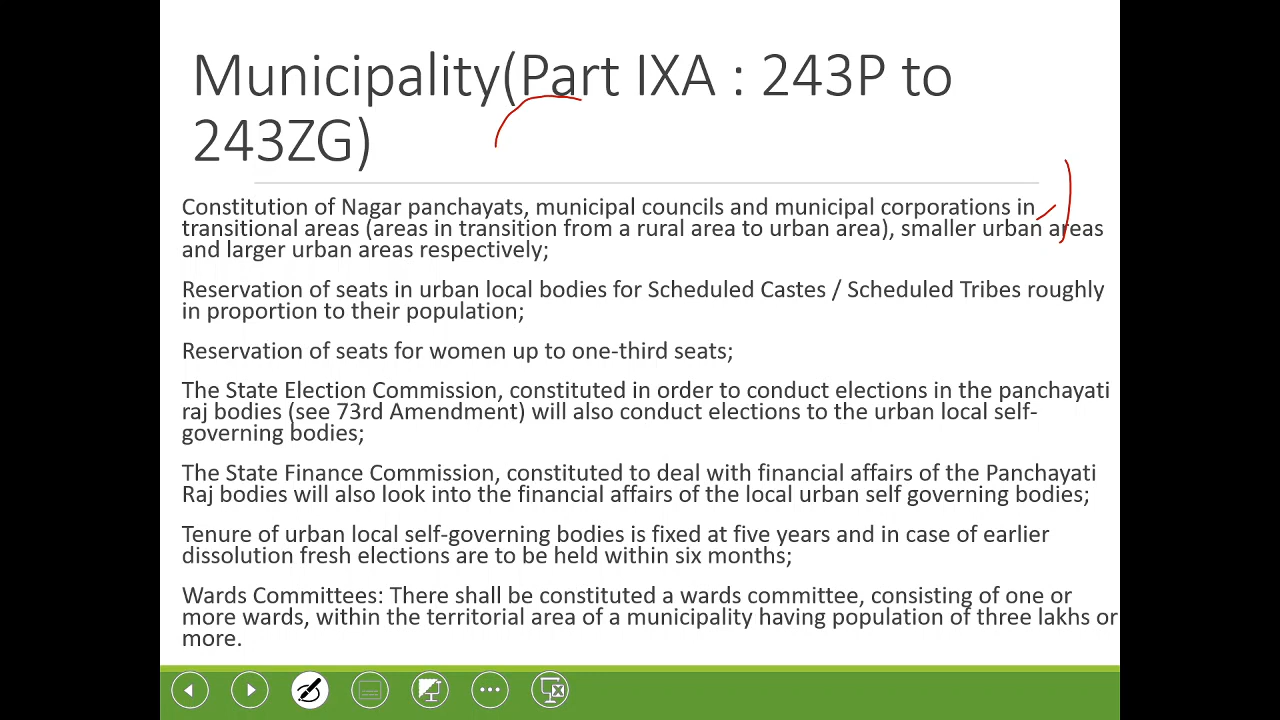 Municipality(Part IXA : 243P to
243ZG)
Constitution of Nagar panchayats, municipal councils and municipal corporations in
transitional areas (areas in transition from a rural area to urban area), smaller urban areas
and larger urban areas respectively;
Reservation of seats in urban local bodies for Scheduled Castes / Scheduled Tribes roughly
in proportion to their population;
Reservation of seats for women up to one-third seats;
The State Election Commission, constituted in order to conduct elections in the panchayati
raj bodies (see 73rd Amendment) will also conduct elections to the urban local self-
governing bodies;
The State Finance Commission, constituted to deal with financial affairs of the Panchayati
Raj bodies will also look into the financial affairs of the local urban self governing bodies;
Tenure of urban local self-governing bodies is fixed at five years and in case of earlier
dissolution fresh elections are to be held within six months;
Wards Committees: There shall be constituted a wards committee, consisting of one or
more wards, within the territorial area of a municipality having population of three lakhs or
more.